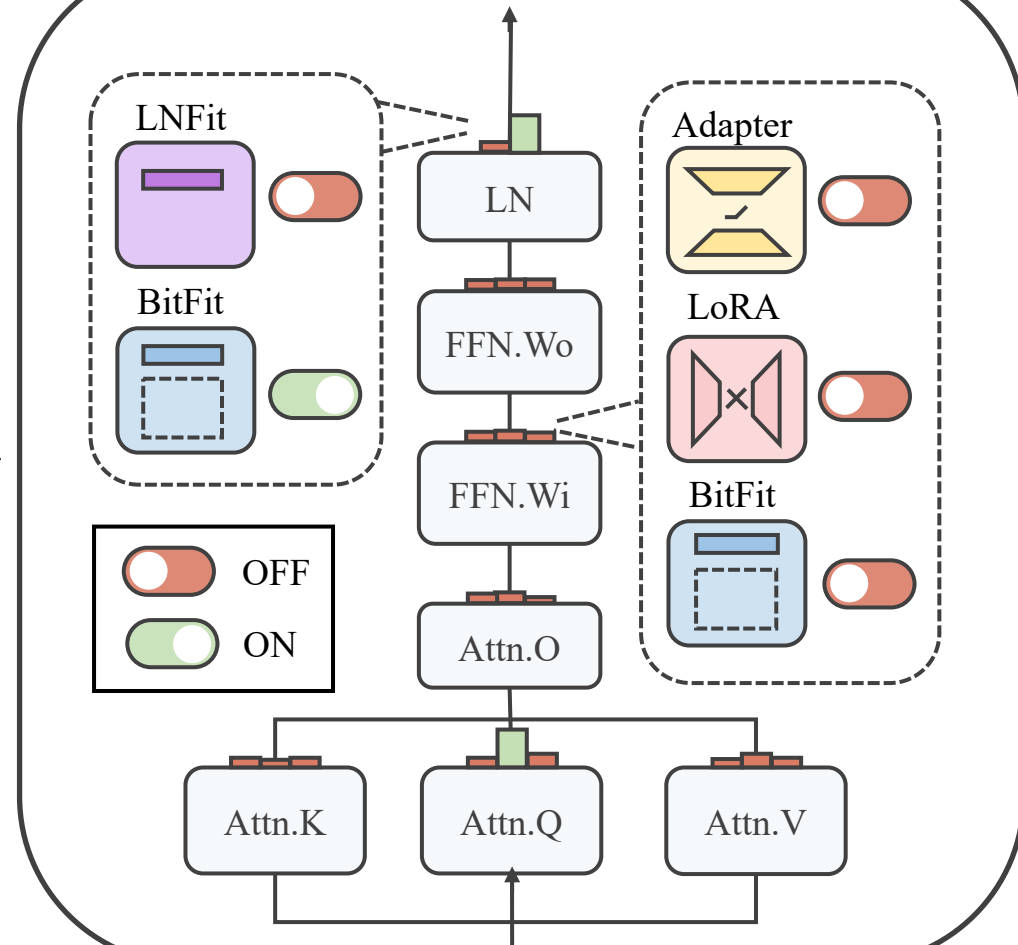 LNFit
BitFit
OFF
ON
LN
FFN.Wo
FFN.Wi
Attn.O
Attn.K
Attn.Q
Attn.V
Adapter
LoRA
BitFit